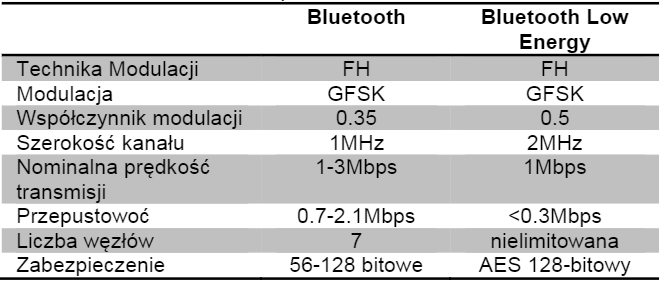 Bluetooth Bluetooth Low
Energy
Technika Modulacji FH FH
Modulacja GFSK GFSK
Współczynnik modulacji 0.35 0.5
Szerokość kanału 1MHz 2MHz
Nominalna prędkość 1-3Mbps 1Mbps
transmisji
Przepustowoć 0.7-2.1Mbps <0.3Mbps
Liczba węzłów 7 nielimitowana
Zabezpieczenie 56-128 bitowe AES 128-bitowy